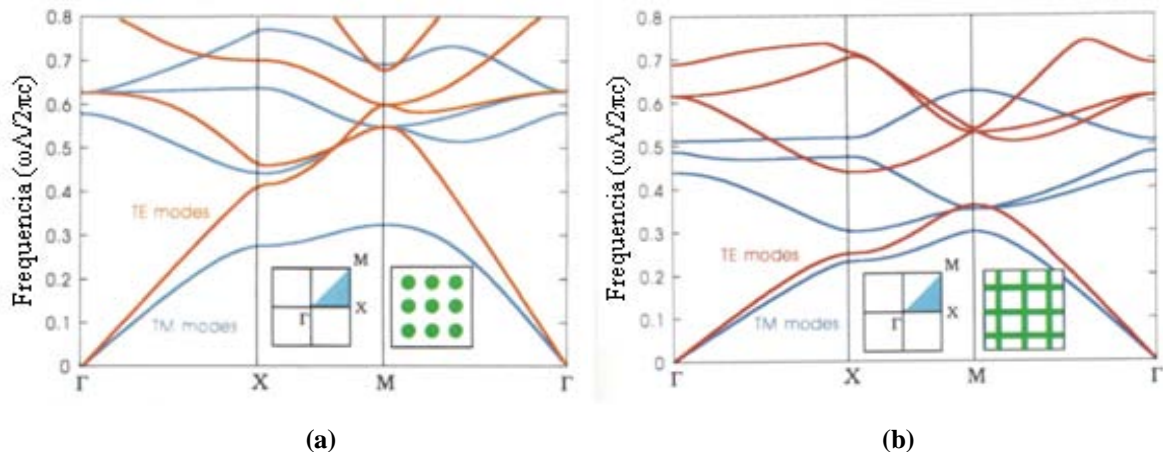 Frequencia (ωΛ/2πc)
0.8
0.7
0.6
0.5
0.4
0.3
0.2
0.1
0
TE modes
TM modes
M
X
Γ
Γ
X
M
Γ
(a)
Frequencia (ωΛ/2πc)
0.8
0.7
0.6
0.5
0.4
0.3
0.2
0.1
0
TE modes
TM modes
M
X
Γ
Γ
X
M
Γ
(b)